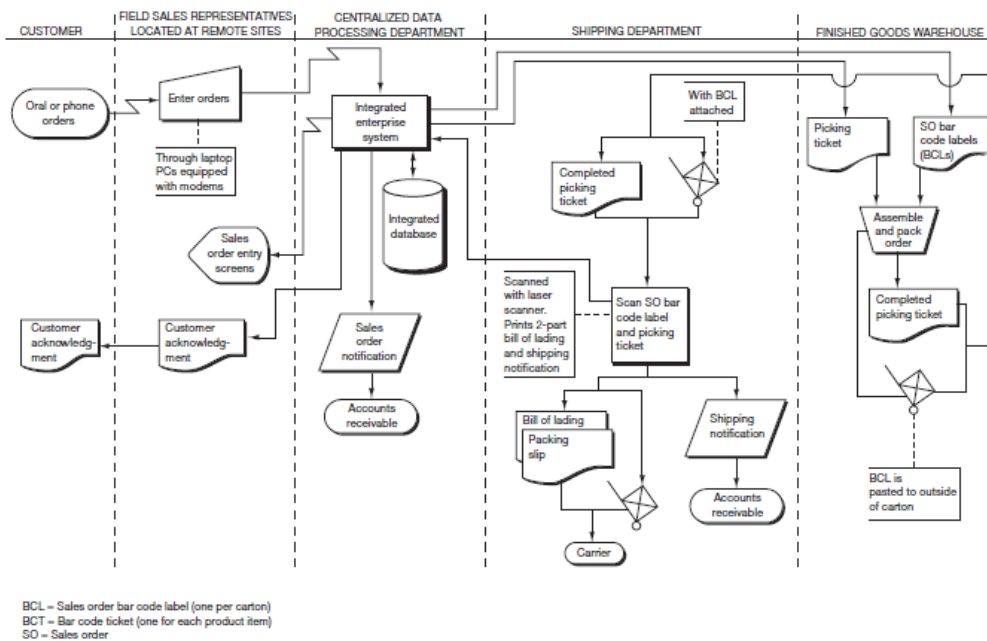 CUSTOMER
FIELD SALES REPRESENTATIVES
LOCATED AT REMOTE SITES
CENTRALIZED DATA
PROCESSING DEPARTMENT
SHIPPING DEPARTMENT
FINISHED GOODS WAREHOUSE
Oral or phone
orders
Enter orders
Through laptop
PCs equipped
with modems
Sales
order entry
screens
Customer
acknowledg-
ment
Customer
acknowledg-
ment
Integrated
enterprise
system
Integrated
database
Sales
order
notification
Accounts
receivable
With BCL
attached
Completed
picking
ticket
Scanned
with laser
scanner.
Prints 2-part
bill of lading
and shipping
notification
Scan SO bar
code label
and picking
ticket
Bill of lading
Packing
slip
Carrier
Shipping
notification
Accounts
receivable
Picking
ticket
SO bar
code labels
(BCLs)
Assemble
and pack
order
Completed
picking ticket
BCL is
pasted to outside
of carton
BCL = Sales order bar code label (one per carton)
BCT = Bar code ticket (one for each product item)
SO = Sales order